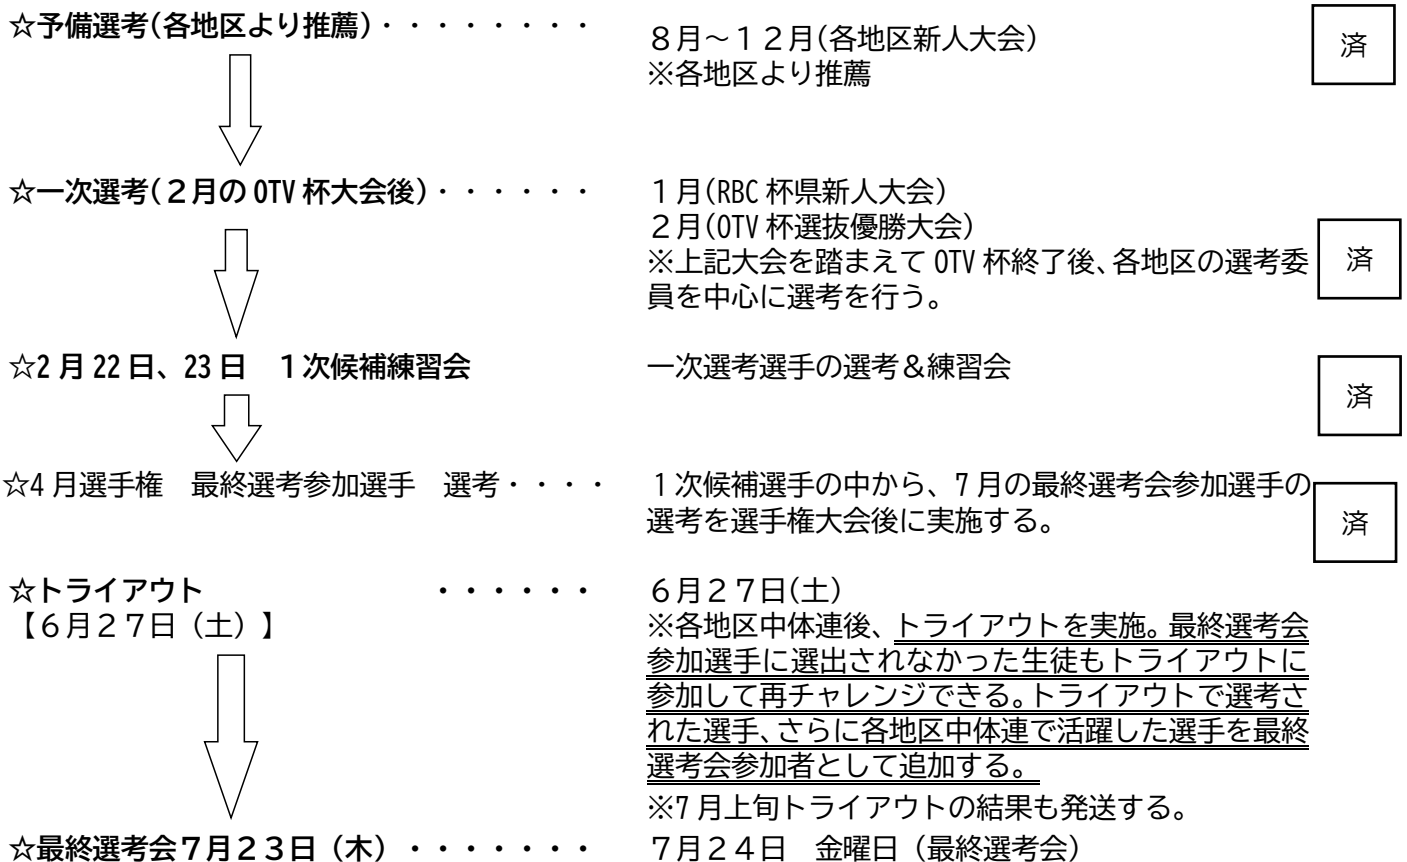 ☆予備選考(各地区より推薦)・・・・・・・・
８月～１２月(各地区新人大会)
※各地区より推薦
済
☆一次選考(２月の OTV 杯大会後)・・・・・・
１月(RBC 杯県新人大会)
２月(OTV 杯選抜優勝大会)
※上記大会を踏まえて OTV 杯終了後、各地区の選考委
員を中心に選考を行う。
済
☆2 月 22 日、23 日　１次候補練習会
一次選考選手の選考＆練習会
済
☆4 月選手権　最終選考参加選手　選考・・・・
１次候補選手の中から、7 月の最終選考会参加選手の
選考を選手権大会後に実施する。
済
☆トライアウト　・・・・・・
【６月２７日（土）】
６月２７日(土)
※各地区中体連後、トライアウトを実施。最終選考会
参加選手に選出されなかった生徒もトライアウトに
参加して再チャレンジできる。トライアウトで選考さ
れた選手、さらに各地区中体連で活躍した選手を最終
選考会参加者として追加する。
※7 月上旬トライアウトの結果も発送する。
☆最終選考会７月２３日（木）・・・・・・・
７月２４日　金曜日（最終選考会）